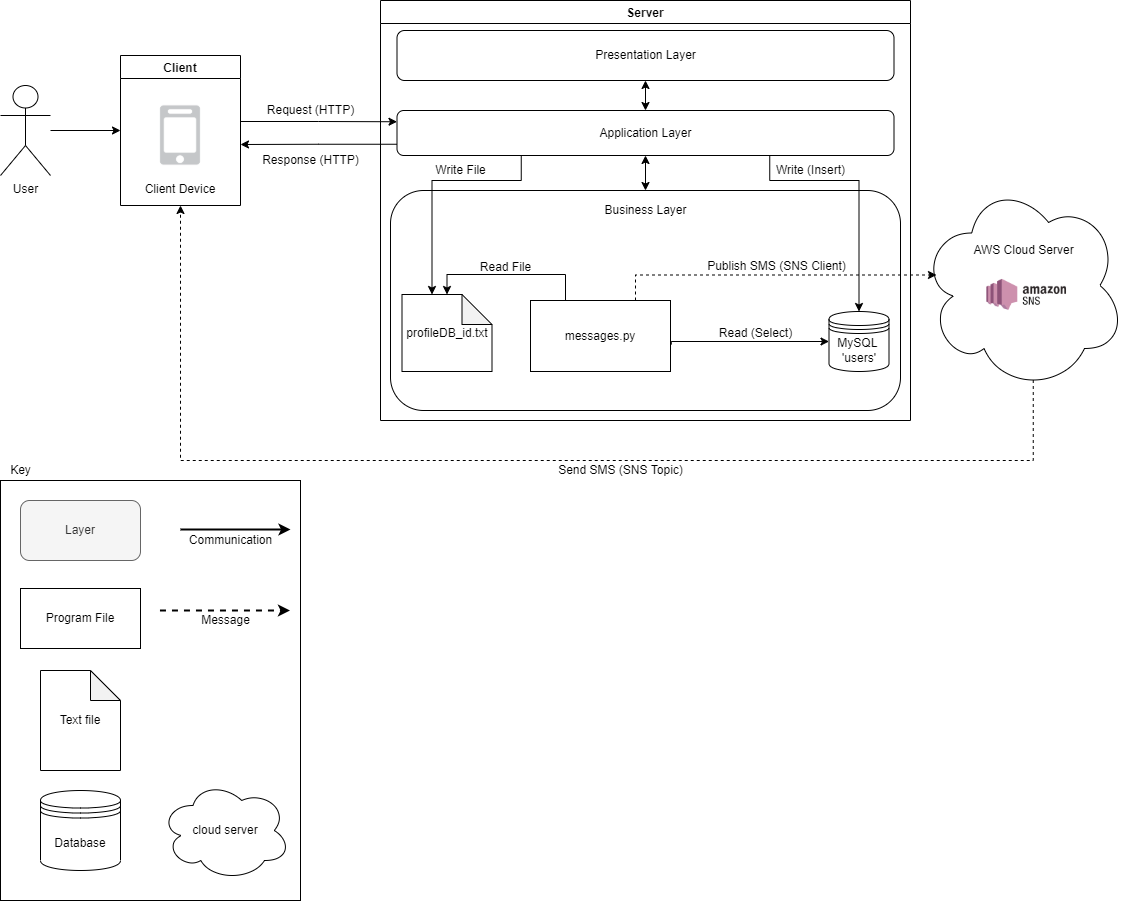 Server
Presentation Layer
Client
Request (HTTP)
Application Layer
Response (HTTP)
Write File
Write (Insert)
User
Client Device
Business Layer
AWS Cloud Server
Read File
Publish SMS (SNS Client)
amazon
SNS
profileDB_id.txt
messages.py
Read (Select)
MySQL
'users'
Send SMS (SNS Topic)
Key
Layer
Communication
Program File
Message
Text file
Database
cloud server